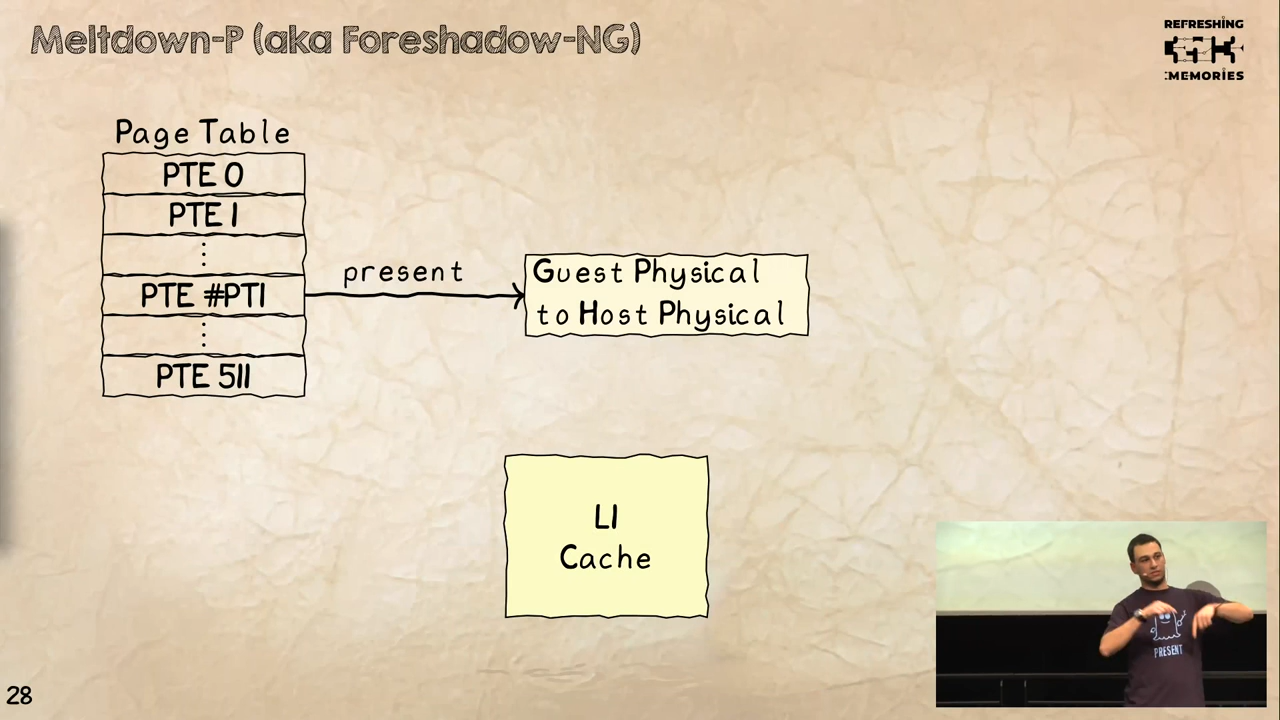 Meltdown-P (aka Foreshadow-NG)
REFRESHING
MEMORIES
Page Table
PTE 0
PTE 1
⋮
PTE #PTI
⋮
PTE 511
present
Guest Physical
to Host Physical
L1
Cache
PRESENT
28